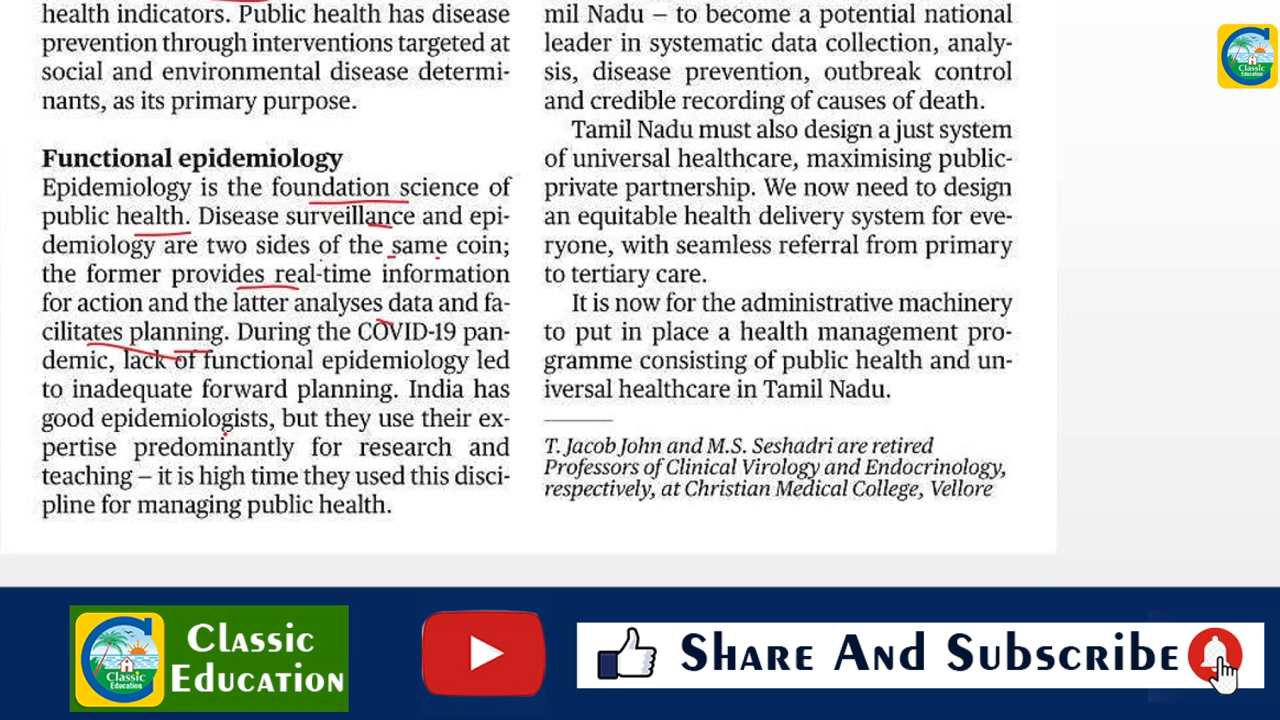 health indicators. Public health has disease
prevention through interventions targeted at
social and environmental disease determi-
nants, as its primary purpose.
Functional epidemiology
Epidemiology is the foundation science of
public health. Disease surveillance and epi-
demiology are two sides of the same coin;
the former provides real-time information
for action and the latter analyses data and fa-
cilitates planning. During the COVID-19 pan-
demic, lack of functional epidemiology led
to inadequate forward planning. India has
good epidemiologists, but they use their ex-
pertise predominantly for research and
teaching – it is high time they used this disci-
pline for managing public health.
mil Nadu – to become a potential national
leader in systematic data collection, analy-
sis, disease prevention, outbreak control
and credible recording of causes of death.
Tamil Nadu must also design a just system
of universal healthcare, maximising public-
private partnership. We now need to design
an equitable health delivery system for eve-
ryone, with seamless referral from primary
to tertiary care.
It is now for the administrative machinery
to put in place a health management pro-
gramme consisting of public health and un-
iversal healthcare in Tamil Nadu.
T. Jacob John and M.S. Seshadri are retired
Professors of Clinical Virology and Endocrinology,
respectively, at Christian Medical College, Vellore
Classic
Education
Classic
Education
Classic
Education
Share And Subscribe